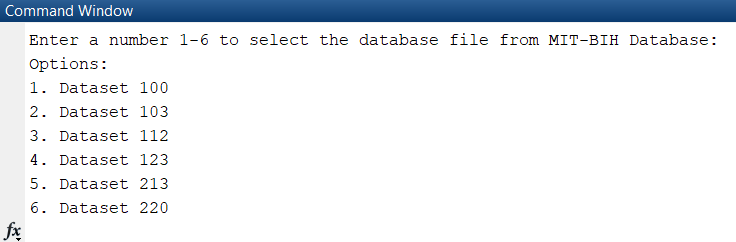 Command Window
Enter a number 1-6 to select the database file from MIT-BIH Database:
Options:
1. Dataset 100
2. Dataset 103
3. Dataset 112
4. Dataset 123
5. Dataset 213
6. Dataset 220
fx